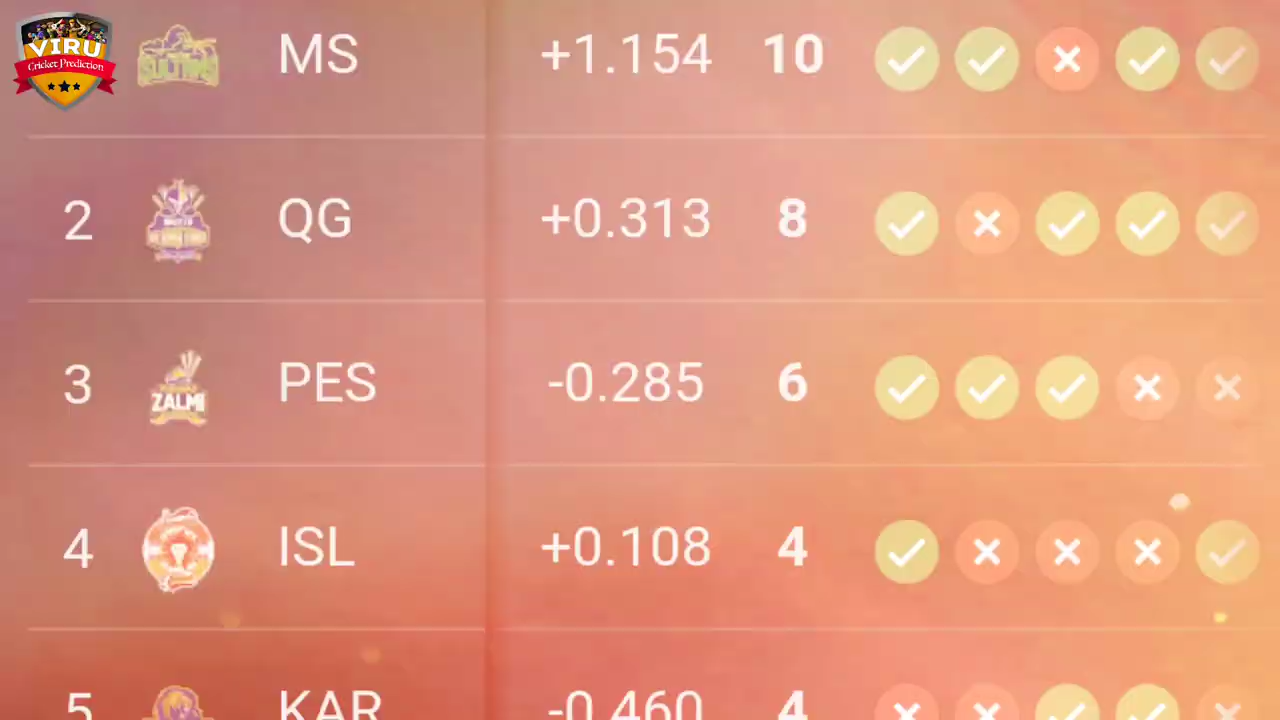 VIRU
Cricket Prediction
MS +1.154 10
2 QG +0.313 8
3 ZALMI PES -0.285 6
4 ISL +0.108 4
5 KAR -0.460 4